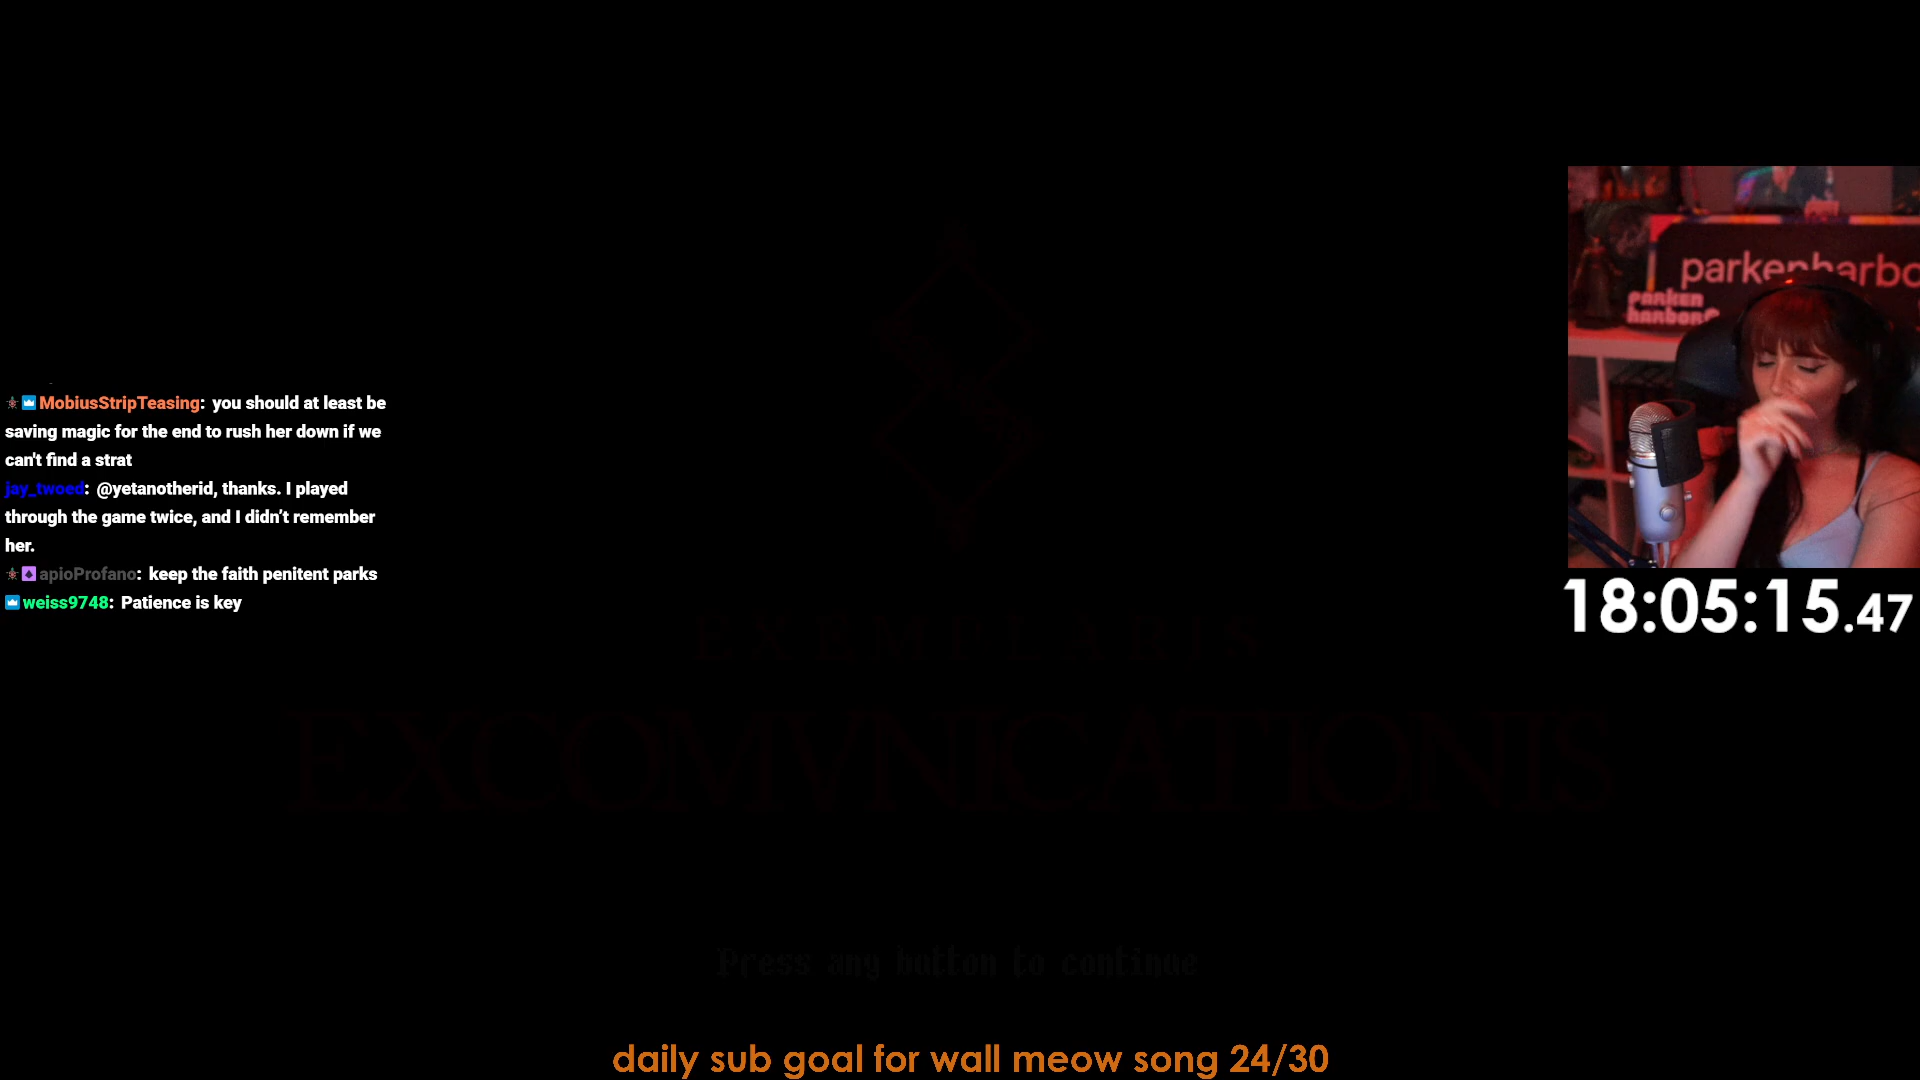 MobiusStripTeasing: you should at least be
saving magic for the end to rush her down if we
can't find a strat
jay_twoed: @yetanotherid, thanks. I played
through the game twice, and I didn't remember
her.
apioProfano: keep the faith penitent parks
weiss9748: Patience is key
parkenharbo
PARKEN
HARBOR
18:05:15.47
EXEMPLARIS
EXCOMVNICATIONIS
Press any button to continue
daily sub goal for wall meow song 24/30